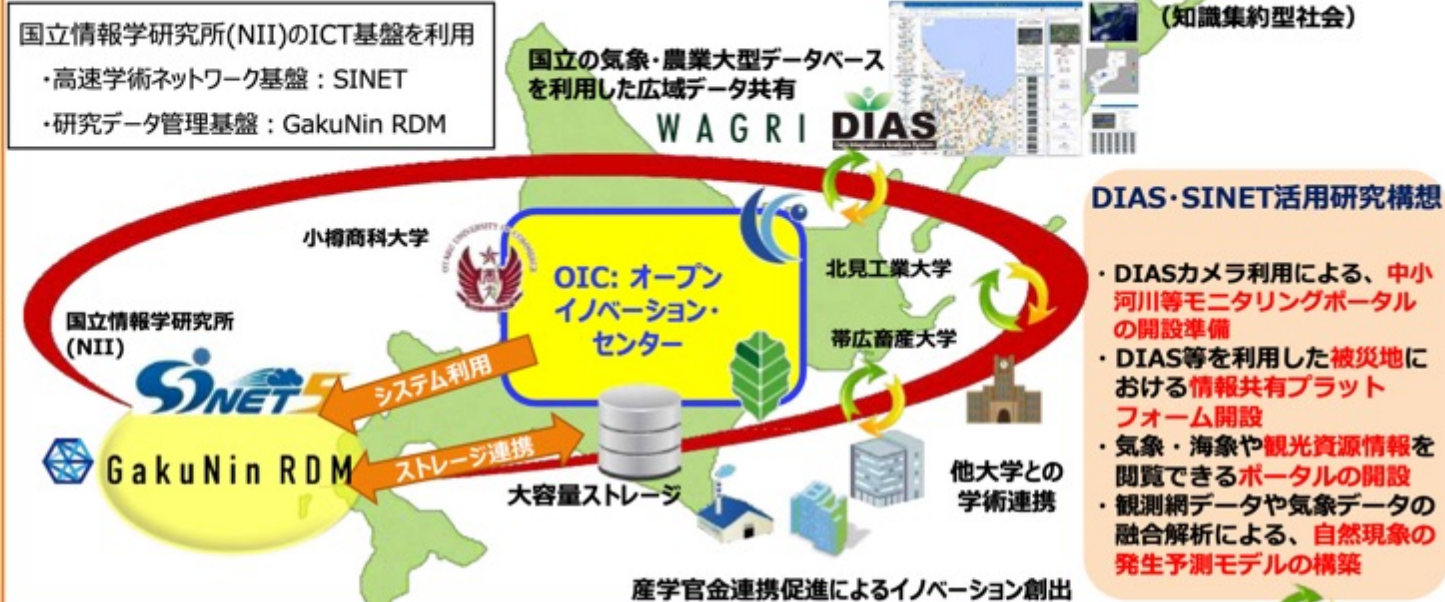 国立情報学研究所(NII)のICT基盤を利用
・高速学術ネットワーク基盤：SINET
・研究データ管理基盤：GakuNin RDM
(知識集約型社会)
国立の気象・農業大型データベース
を利用した広域データ共有
WAGRI
DIAS
小樽商科大学
OTARU UNIVERSITY OF COMMERCE
OIC: オープン
イノベーション・
センター
北見工業大学
帯広畜産大学
国立情報学研究所
(NII)
SINET5
システム利用
GakuNin RDM
ストレージ連携
大容量ストレージ
他大学との
学術連携
産学官金連携促進によるイノベーション創出
DIAS・SINET活用研究構想
・DIASカメラ利用による、中小
河川等モニタリングポータル
の開設準備
・DIAS等を利用した被災地に
おける情報共有プラット
フォーム開設
・気象・海象や観光資源情報を
閲覧できるポータルの開設
・観測網データや気象データの
融合解析による、自然現象の
発生予測モデルの構築